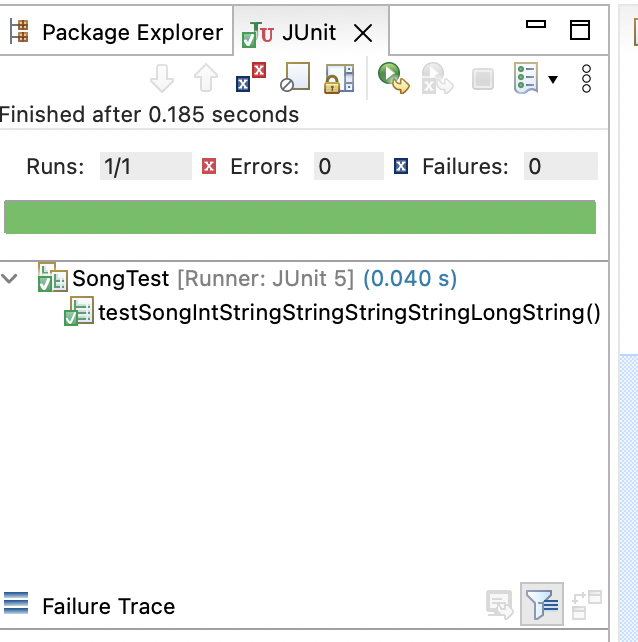 Package Explorer JUnit
Finished after 0.185 seconds
Runs: 1/1 Errors: 0 Failures: 0
SongTest [Runner: JUnit 5] (0.040 s)
testSongIntStringStringStringStringLongString()
Failure Trace